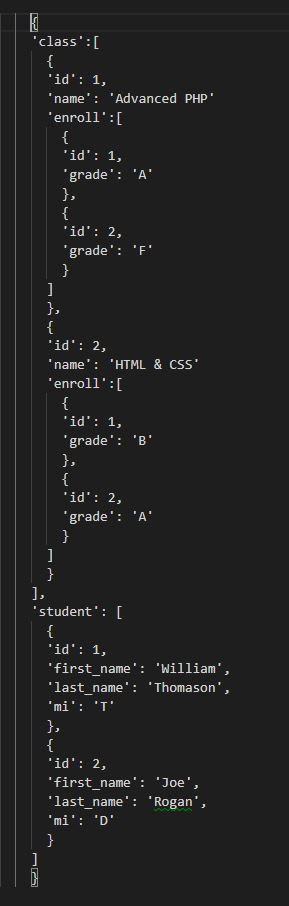 {
'class':[
{
'id': 1,
'name': 'Advanced PHP'
'enroll':[
{
'id': 1,
'grade': 'A'
},
{
'id': 2,
'grade': 'F'
}
]
},
{
'id': 2,
'name': 'HTML & CSS'
'enroll':[
{
'id': 1,
'grade': 'B'
},
{
'id': 2,
'grade': 'A'
}
]
}
],
'student': [
{
'id': 1,
'first_name': 'William',
'last_name': 'Thomason',
'mi': 'T'
},
{
'id': 2,
'first_name': 'Joe',
'last_name': 'Rogan',
'mi': 'D'
}
]
}